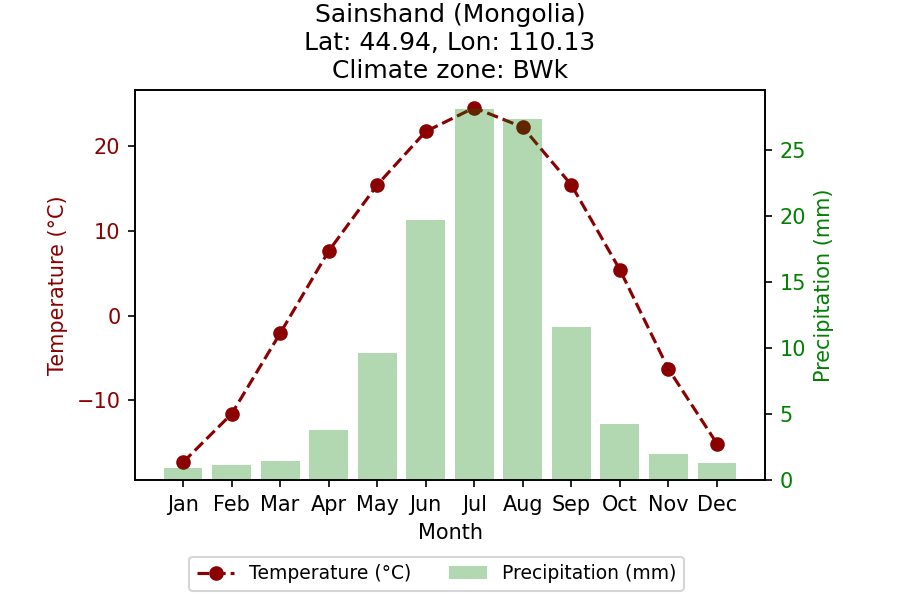 Sainshand (Mongolia)
Lat: 44.94, Lon: 110.13
Climate zone: BWk
Temperature (°C)
20
10
0
−10
25
20
15
10
5
0
Precipitation (mm)
Jan Feb Mar Apr May Jun Jul Aug Sep Oct Nov Dec
Month
Temperature (°C) Precipitation (mm)